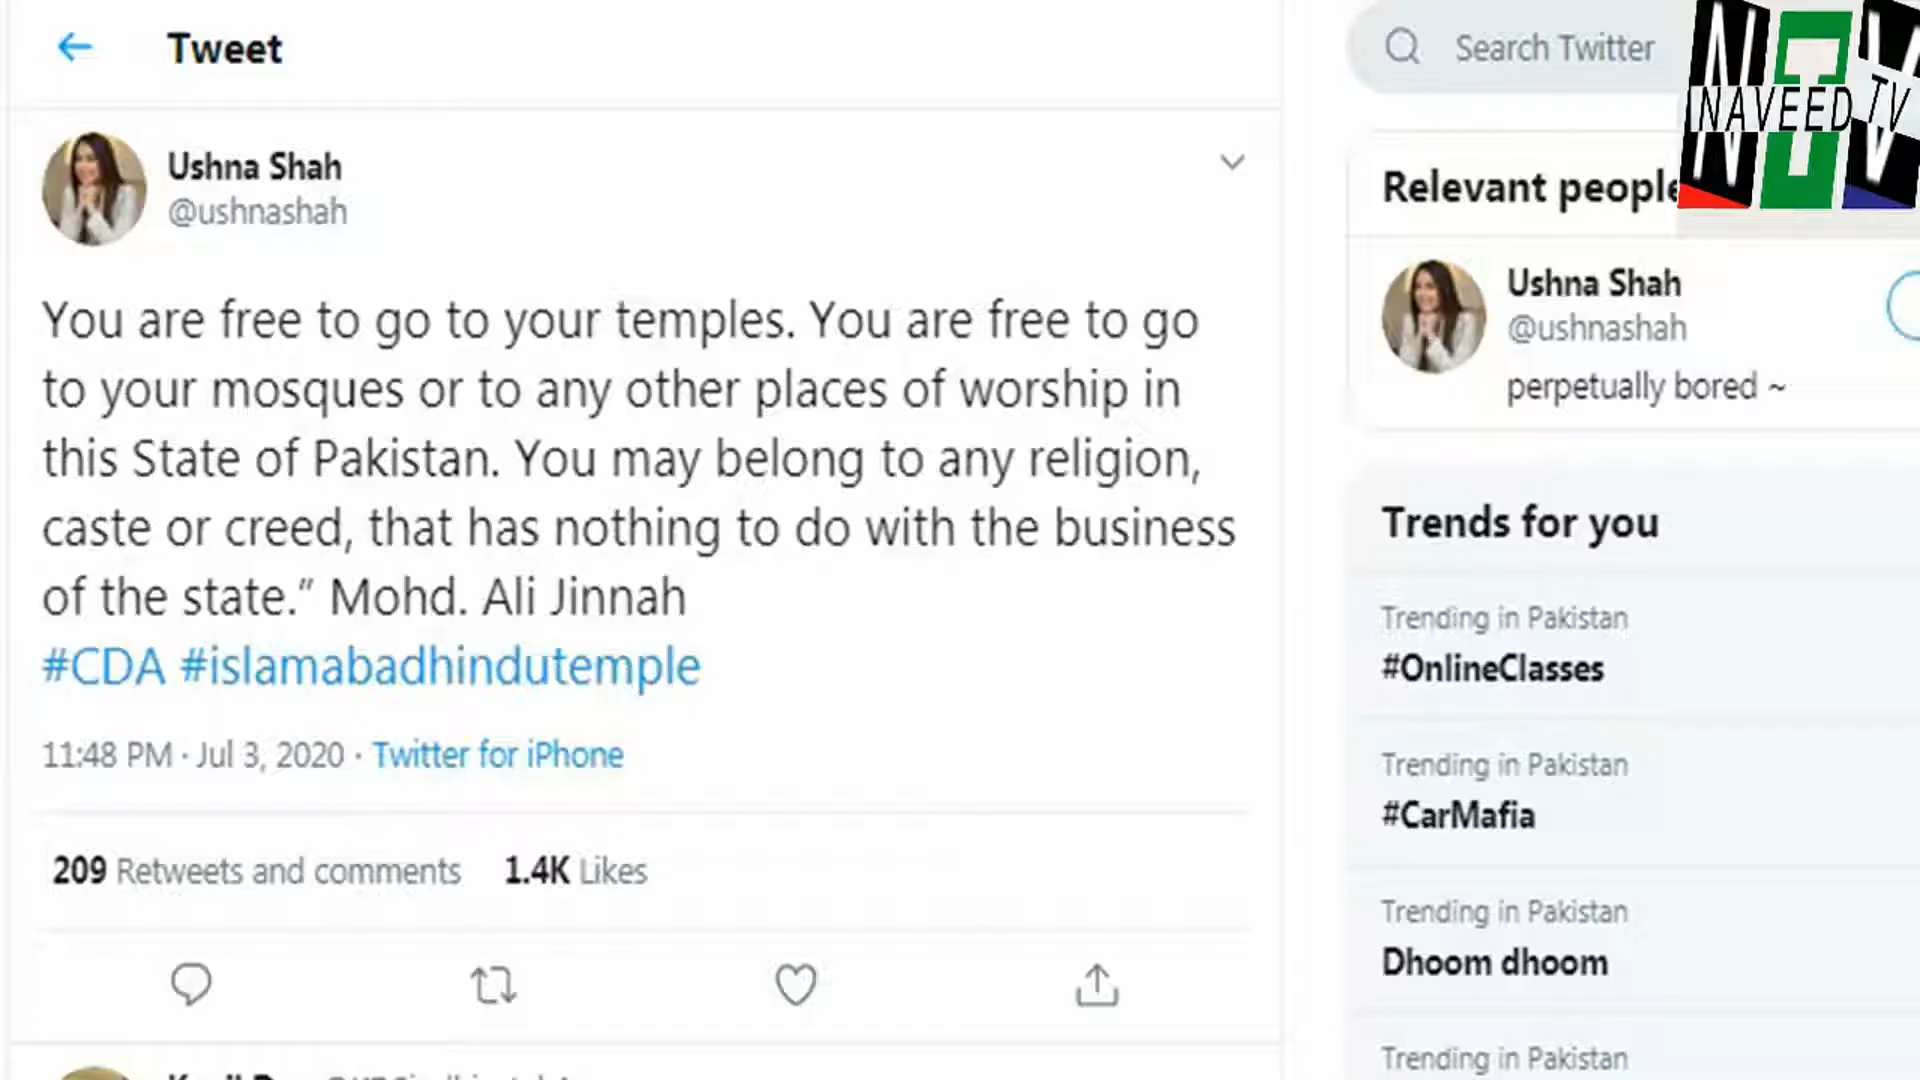 Tweet
Ushna Shah
@ushnashah
You are free to go to your temples. You are free to go
to your mosques or to any other places of worship in
this State of Pakistan. You may belong to any religion,
caste or creed, that has nothing to do with the business
of the state.” Mohd. Ali Jinnah
#CDA #islamabadhindutemple
11:48 PM · Jul 3, 2020 · Twitter for iPhone
209 Retweets and comments 1.4K Likes
Search Twitter
NTV
NAVEED TV
Relevant people
Ushna Shah
@ushnashah
perpetually bored ~
Trends for you
Trending in Pakistan
#OnlineClasses
Trending in Pakistan
#CarMafia
Trending in Pakistan
Dhoom dhoom
Trending in Pakistan